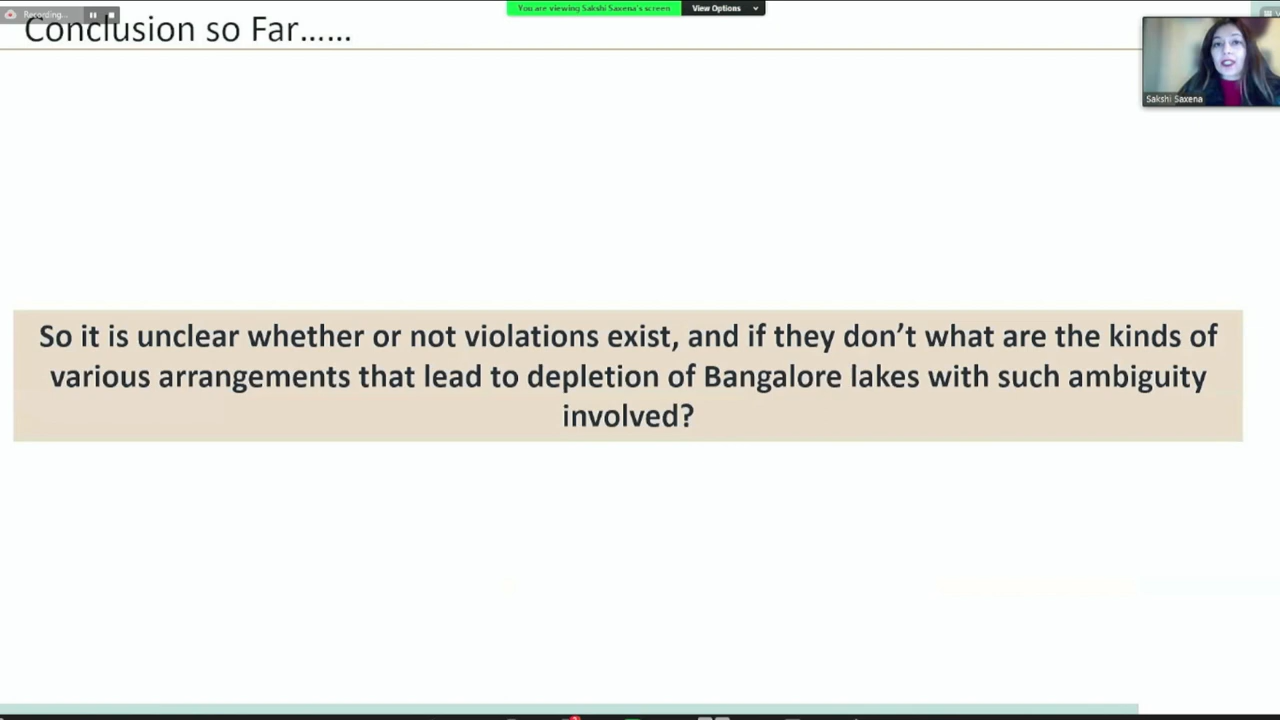 Recording...
You are viewing Sakshi Saxena's screen
View Options
Conclusion so Far......
Sakshi Saxena
So it is unclear whether or not violations exist, and if they don’t what are the kinds of
various arrangements that lead to depletion of Bangalore lakes with such ambiguity
involved?